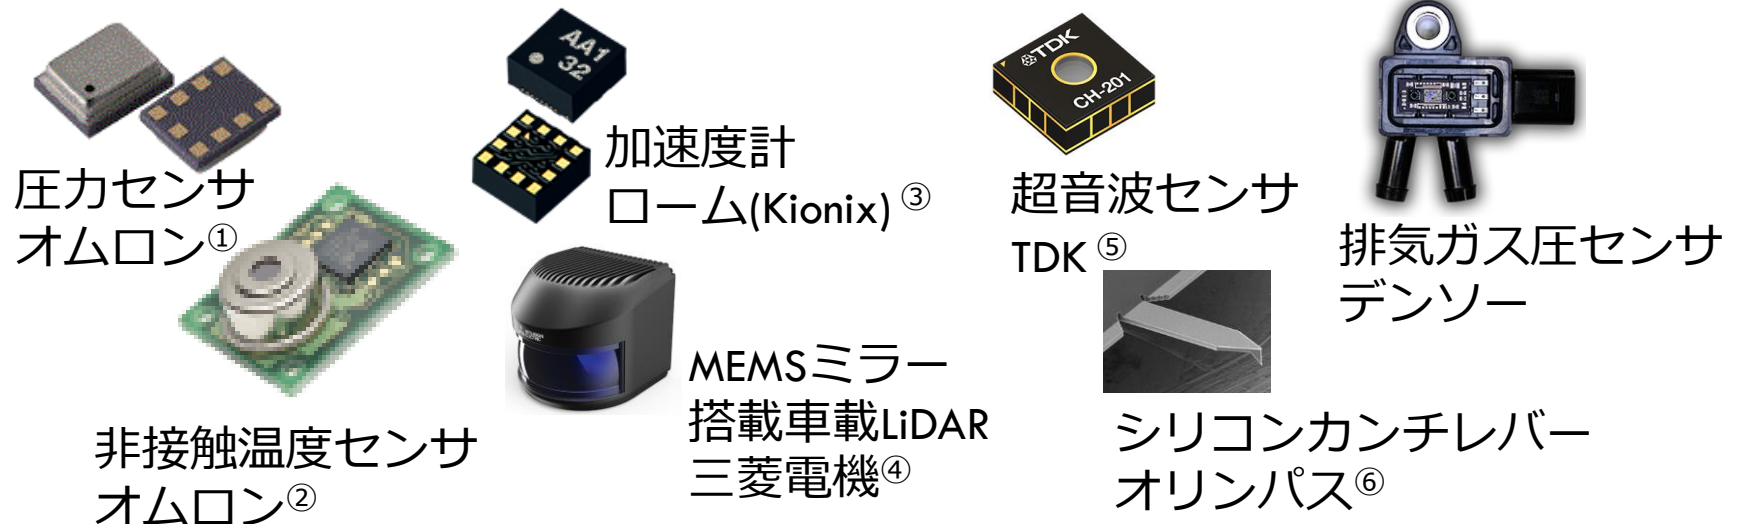 圧力センサ
オムロン①
非接触温度センサ
オムロン②
AA1
32
加速度計
ローム(Kionix)③
MEMSミラー
搭載車載LiDAR
三菱電機④
TDK
CH-201
超音波センサ
TDK⑤
シリコンカンチレバー
オリンパス⑥
排気ガス圧センサ
デンソー